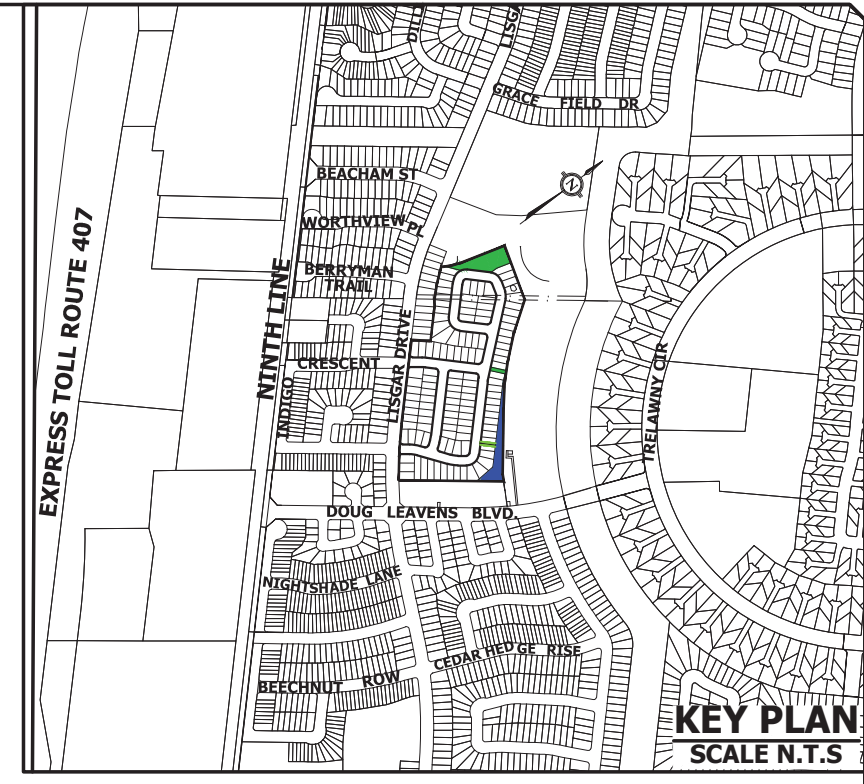 LISGA
GRACE FIELD DR
BEACHAM ST
N
WORTHVIEW PL
BERRYMAN
TRAIL
EXPRESS TOLL ROUTE 407
NINTH LINE
LISGAR DRIVE
CRESCENT
INDIGO
TRELAWNY CIR
DOUG LEAVENS BLVD.
NIGHTSHADE LANE
CEDAR HEDGE RISE
BEECHNUT ROW
KEY PLAN
SCALE N.T.S